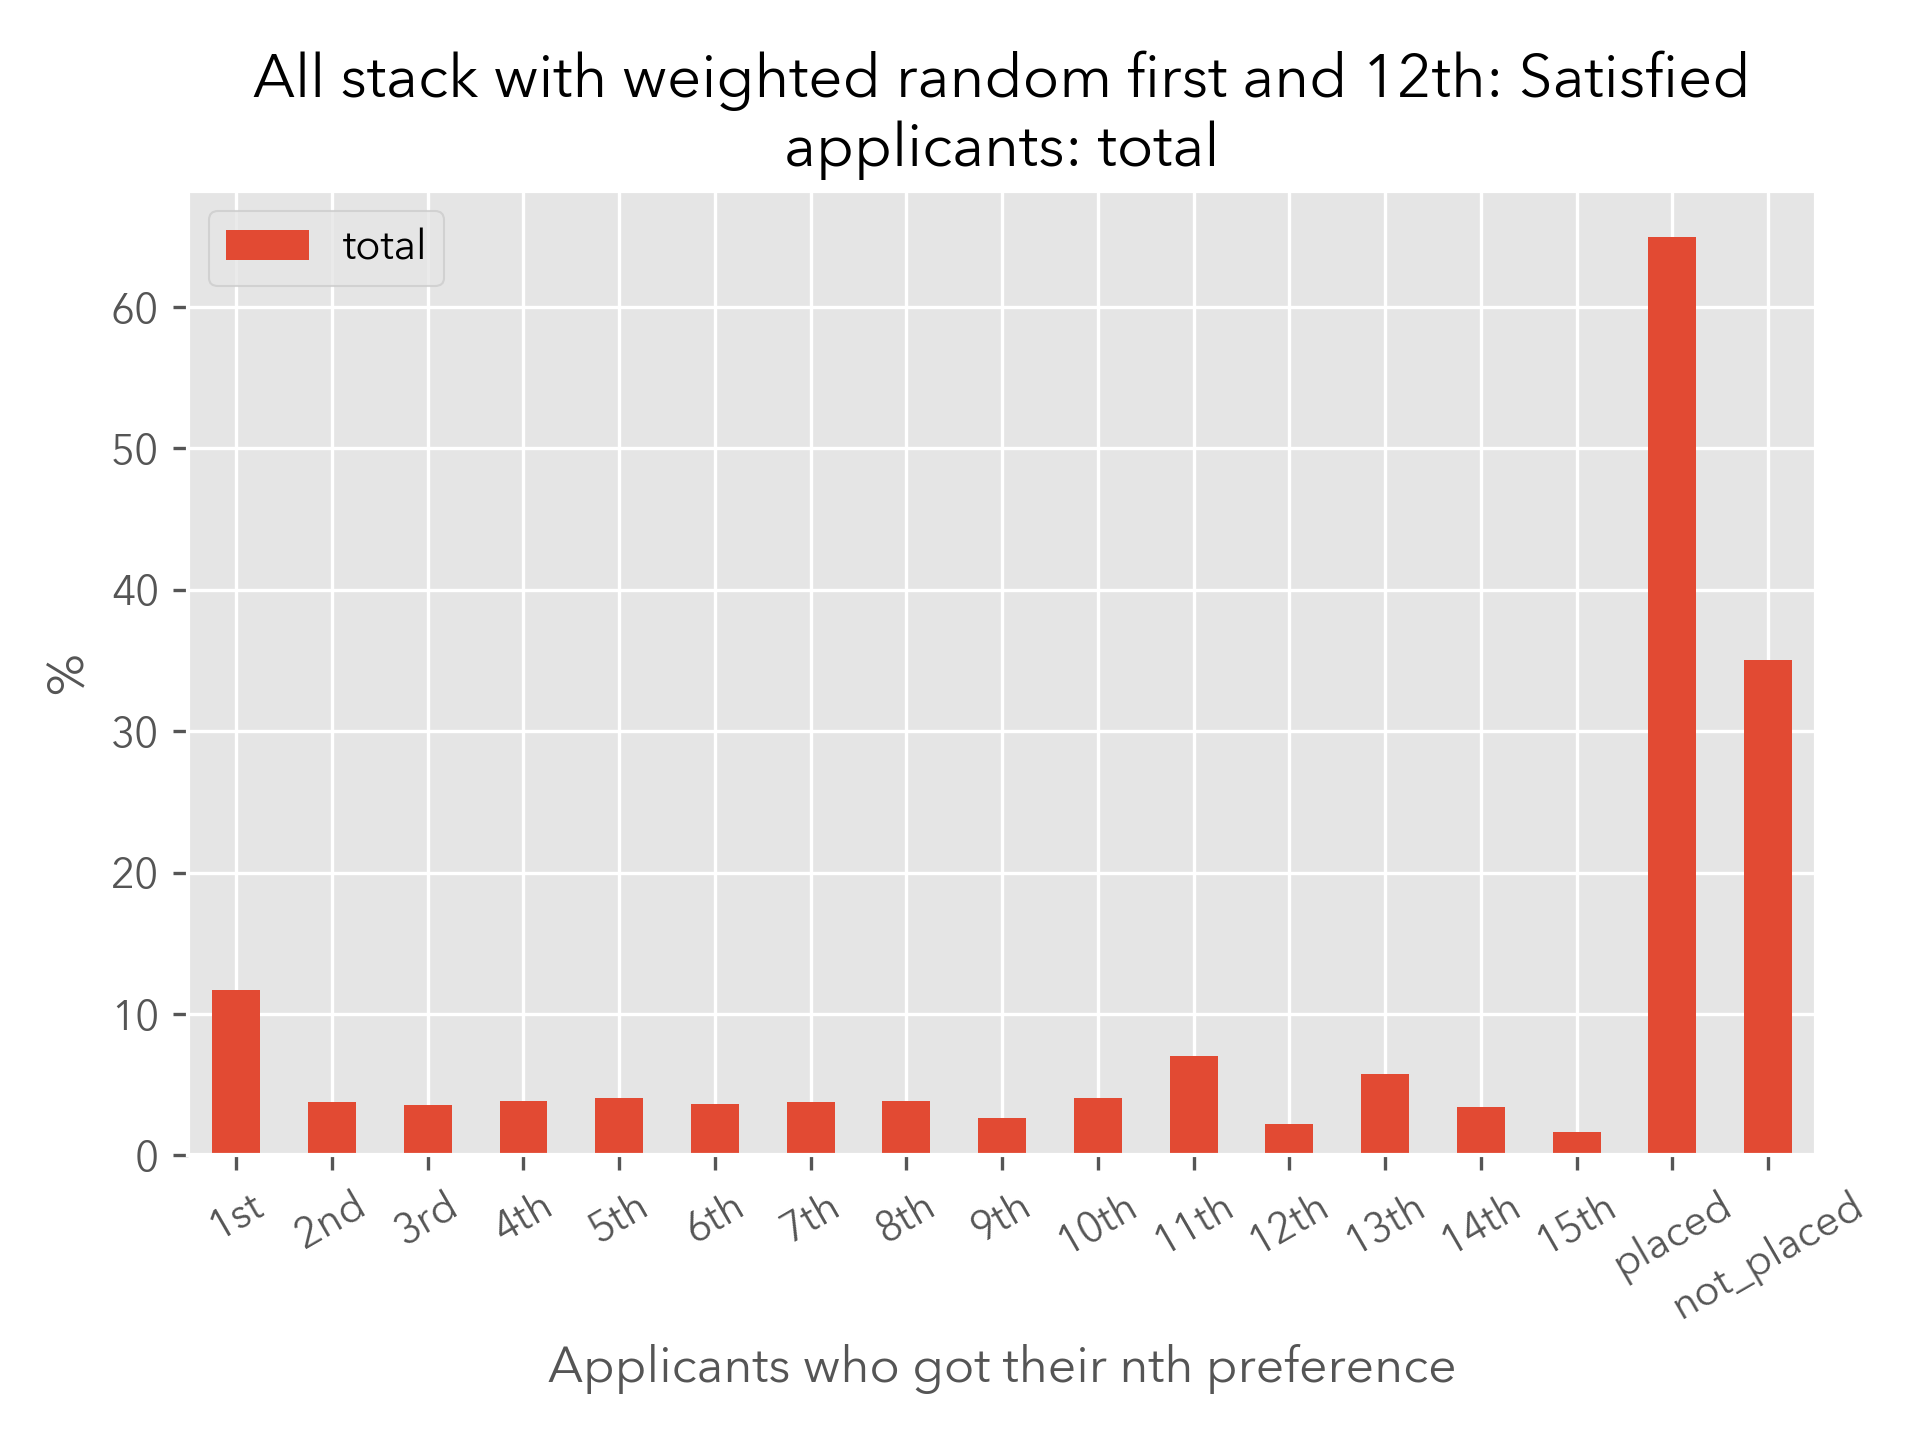 All stack with weighted random first and 12th: Satisfied
applicants: total
total
60
50
40
30
20
10
0
%
1st
2nd
3rd
4th
5th
6th
7th
8th
9th
10th
11th
12th
13th
14th
15th
placed
not_placed
Applicants who got their nth preference